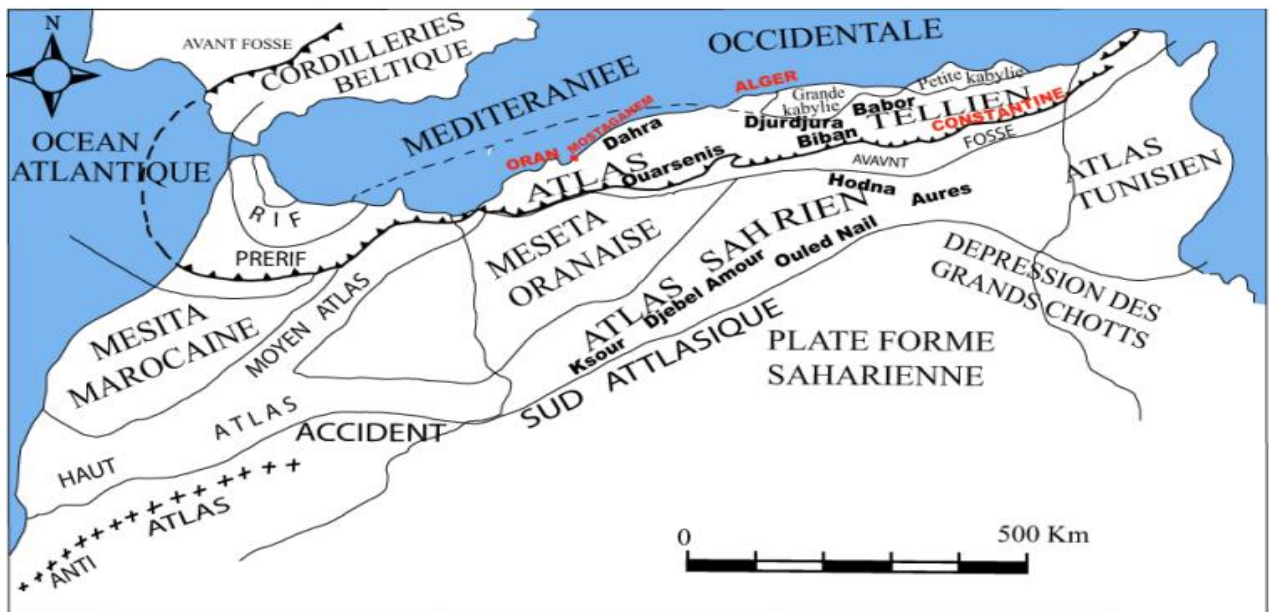 N
AVANT FOSSE
CORDILLERIES
BELTIQUE
OCCIDENTALE
MEDITERANIEE
OCEAN
ATLANTIQUE
ALGER
Grande
kabylie
Petite kabylie
Babor
Djurdjura
TELLIEN
CONSTANTINE
Biban
ORAN
MOSTAGANEM
Dahra
ATLAS
Ouarsenis
AVAVNT
FOSSE
RIF
PRERIF
Hodna
Aures
ATLAS
TUNISIEN
MESETA
ORANAISE
ATLAS SAHRIEN
Ouled Nail
Djebel Amour
Ksour
DEPRESSION DES
GRANDS CHOTTS
MESITA
MAROCAINE
MOYEN ATLAS
PLATE FORME
SAHARIENNE
HAUT ATLAS
ACCIDENT SUD ATTLASIQUE
ANTI ATLAS
0 500 Km